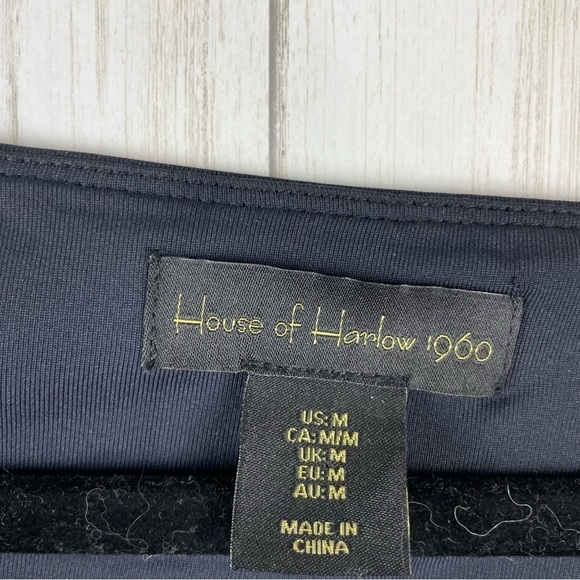 House of Harlow 1960
US: M
CA: M/M
UK: M
EU: M
AU: M
MADE IN
CHINA